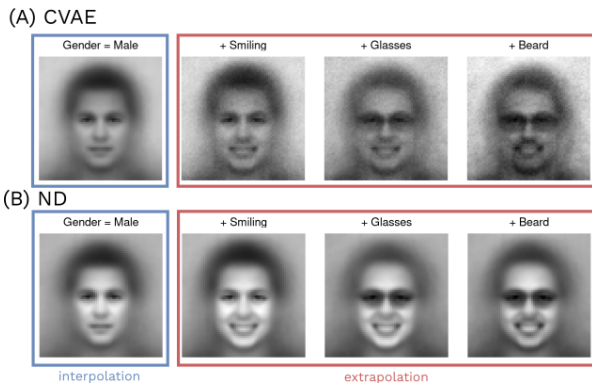 (A) CVAE
Gender = Male
+ Smiling
+ Glasses
+ Beard
(B) ND
Gender = Male
+ Smiling
+ Glasses
+ Beard
interpolation
extrapolation